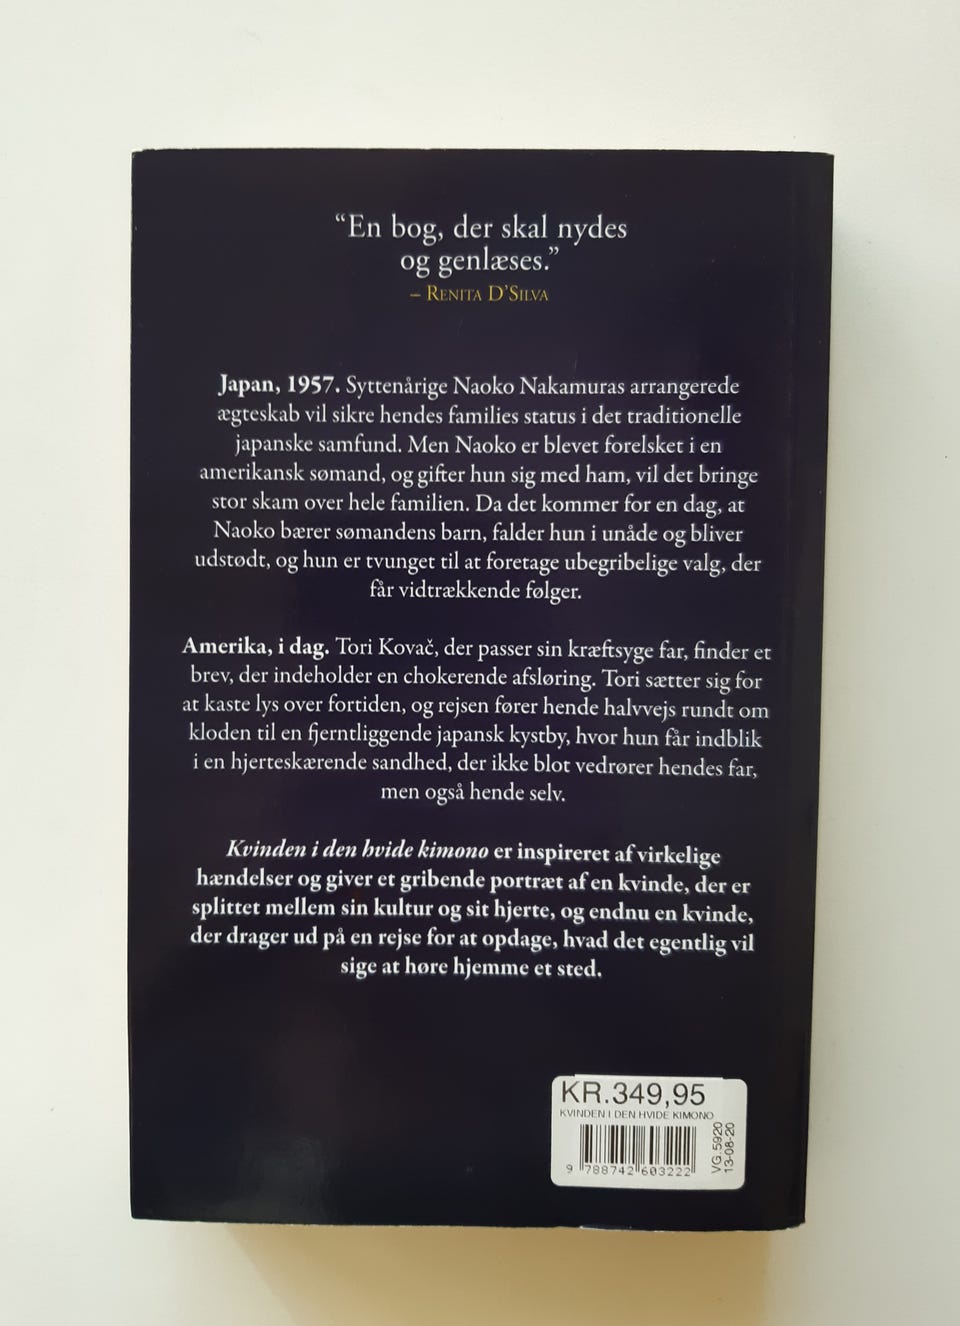 “En bog, der skal nydes
og genlæses.”
– Renita D’Silva
Japan, 1957. Syttenårige Naoko Nakamuras arrangerede
ægteskab vil sikre hendes families status i det traditionelle
japanske samfund. Men Naoko er blevet forelsket i en
amerikansk sømand, og gifter hun sig med ham, vil det bringe
stor skam over hele familien. Da det kommer for en dag, at
Naoko bærer sømandens barn, falder hun i unåde og bliver
udstødt, og hun er tvunget til at foretage ubegribelige valg, der
får vidtrækkende følger.
Amerika, i dag. Tori Kovač, der passer sin kræftsyge far, finder et
brev, der indeholder en chokerende afsløring. Tori sætter sig for
at kaste lys over fortiden, og rejsen fører hende halvvejs rundt om
kloden til en fjerntliggende japansk kystby, hvor hun får indblik
i en hjerteskærende sandhed, der ikke blot vedrører hendes far,
men også hende selv.
Kvinden i den hvide kimono er inspireret af virkelige
hændelser og giver et gribende portræt af en kvinde, der er
splittet mellem sin kultur og sit hjerte, og endnu en kvinde,
der drager ud på en rejse for at opdage, hvad det egentlig vil
sige at høre hjemme et sted.
KR.349,95
KVINDEN I DEN HVIDE KIMONO
9 788742 603222
VG.5920
13-08-20